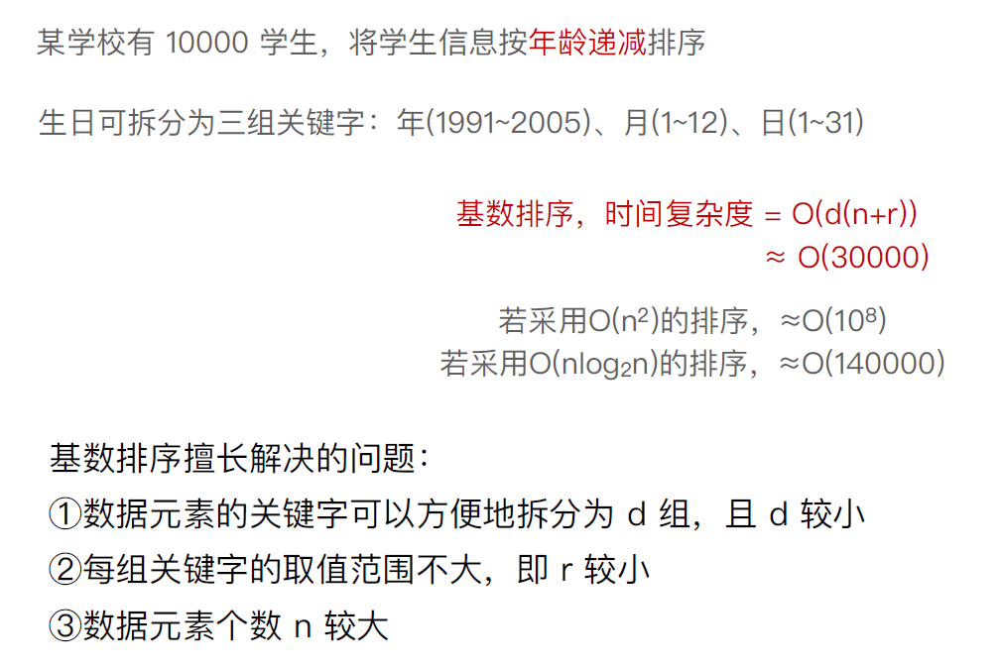 某学校有 10000 学生，将学生信息按年龄递减排序
生日可拆分为三组关键字：年(1991~2005)、月(1~12)、日(1~31)
基数排序，时间复杂度 = O(d(n+r))
≈ O(30000)
若采用O(n²)的排序，≈O(10⁸)
若采用O(nlog₂n)的排序，≈O(140000)
基数排序擅长解决的问题：
①数据元素的关键字可以方便地拆分为 d 组，且 d 较小
②每组关键字的取值范围不大，即 r 较小
③数据元素个数 n 较大